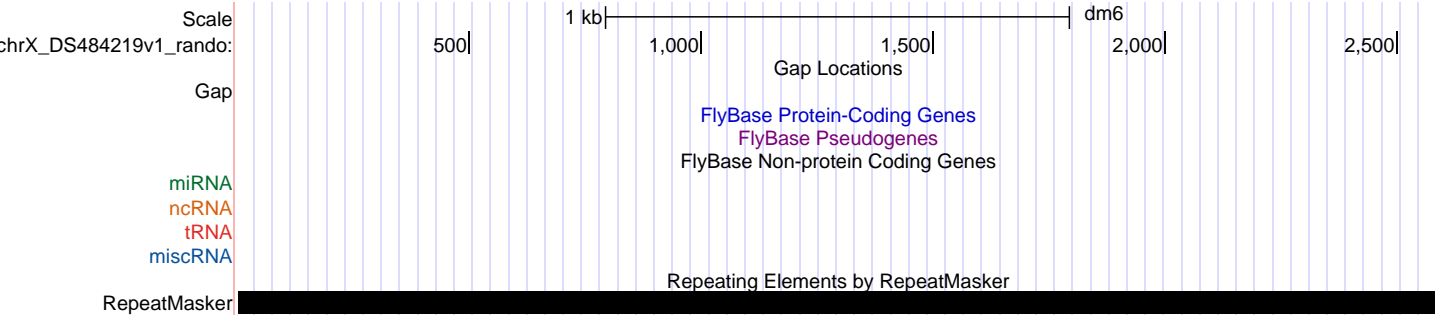 Scale 1 kb dm6
chrX_DS484219v1_rando: 500 1,000 1,500 2,000 2,500
Gap Locations
Gap
FlyBase Protein-Coding Genes
FlyBase Pseudogenes
FlyBase Non-protein Coding Genes
miRNA
ncRNA
tRNA
miscRNA
Repeating Elements by RepeatMasker
RepeatMasker